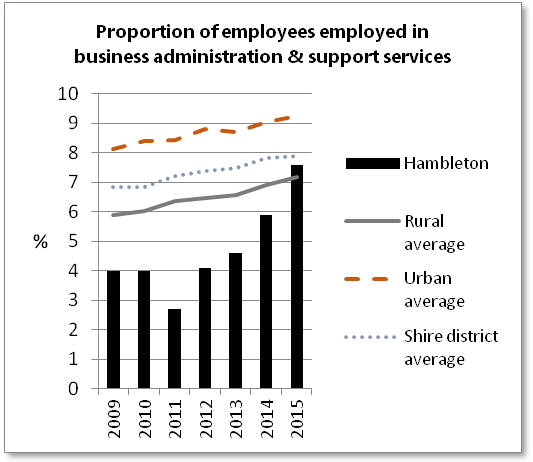 Proportion of employees employed in
business administration & support services
10
9
8
7
6
5
4
3
2
1
0
%
2009
2010
2011
2012
2013
2014
2015
Hambleton
Rural
average
Urban
average
Shire district
average